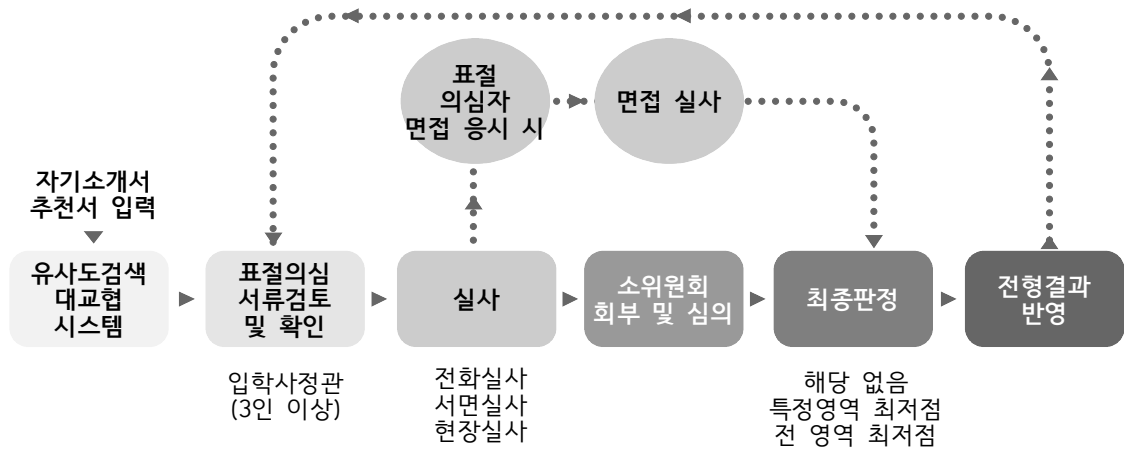 표절
의심자
면접 응시 시
면접 실사
자기소개서
추천서 입력
유사도검색
대교협
시스템
표절의심
서류검토
및 확인
실사
소위원회
회부 및 심의
최종판정
전형결과
반영
입학사정관
(3인 이상)
전화실사
서면실사
현장실사
해당 없음
특정영역 최저점
전 영역 최저점